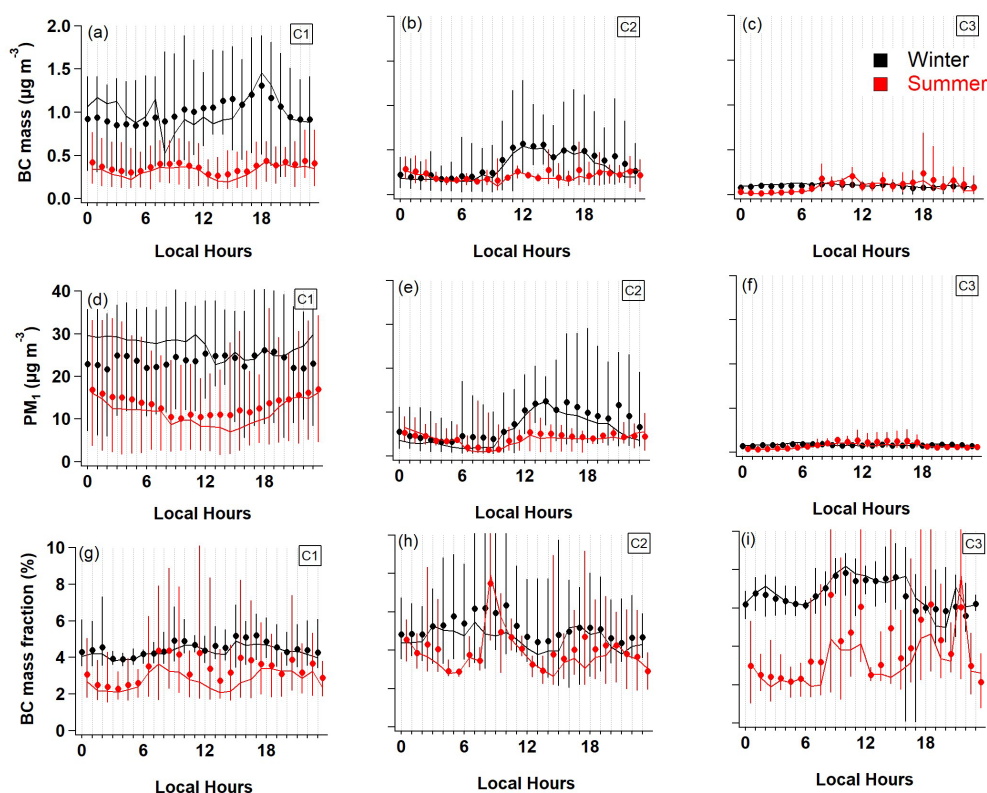 (a)
C1
BC mass (µg m⁻³)
2.0
1.5
1.0
0.5
0.0
0 6 12 18
Local Hours
(b)
C2
0 6 12 18
Local Hours
(c)
C3
Winter
Summer
0 6 12 18
Local Hours
(d)
C1
PM₁ (µg m⁻³)
40
30
20
10
0
0 6 12 18
Local Hours
(e)
C2
0 6 18
Local Hours
(f)
C3
0 6 12 18
Local Hours
(g)
C1
BC mass fraction (%)
10
8
6
4
2
0.0
0 6 12 18
Local Hours
(h)
C2
0 6 12 18
Local Hours
(i)
C3
0 6 12 18
Local Hours